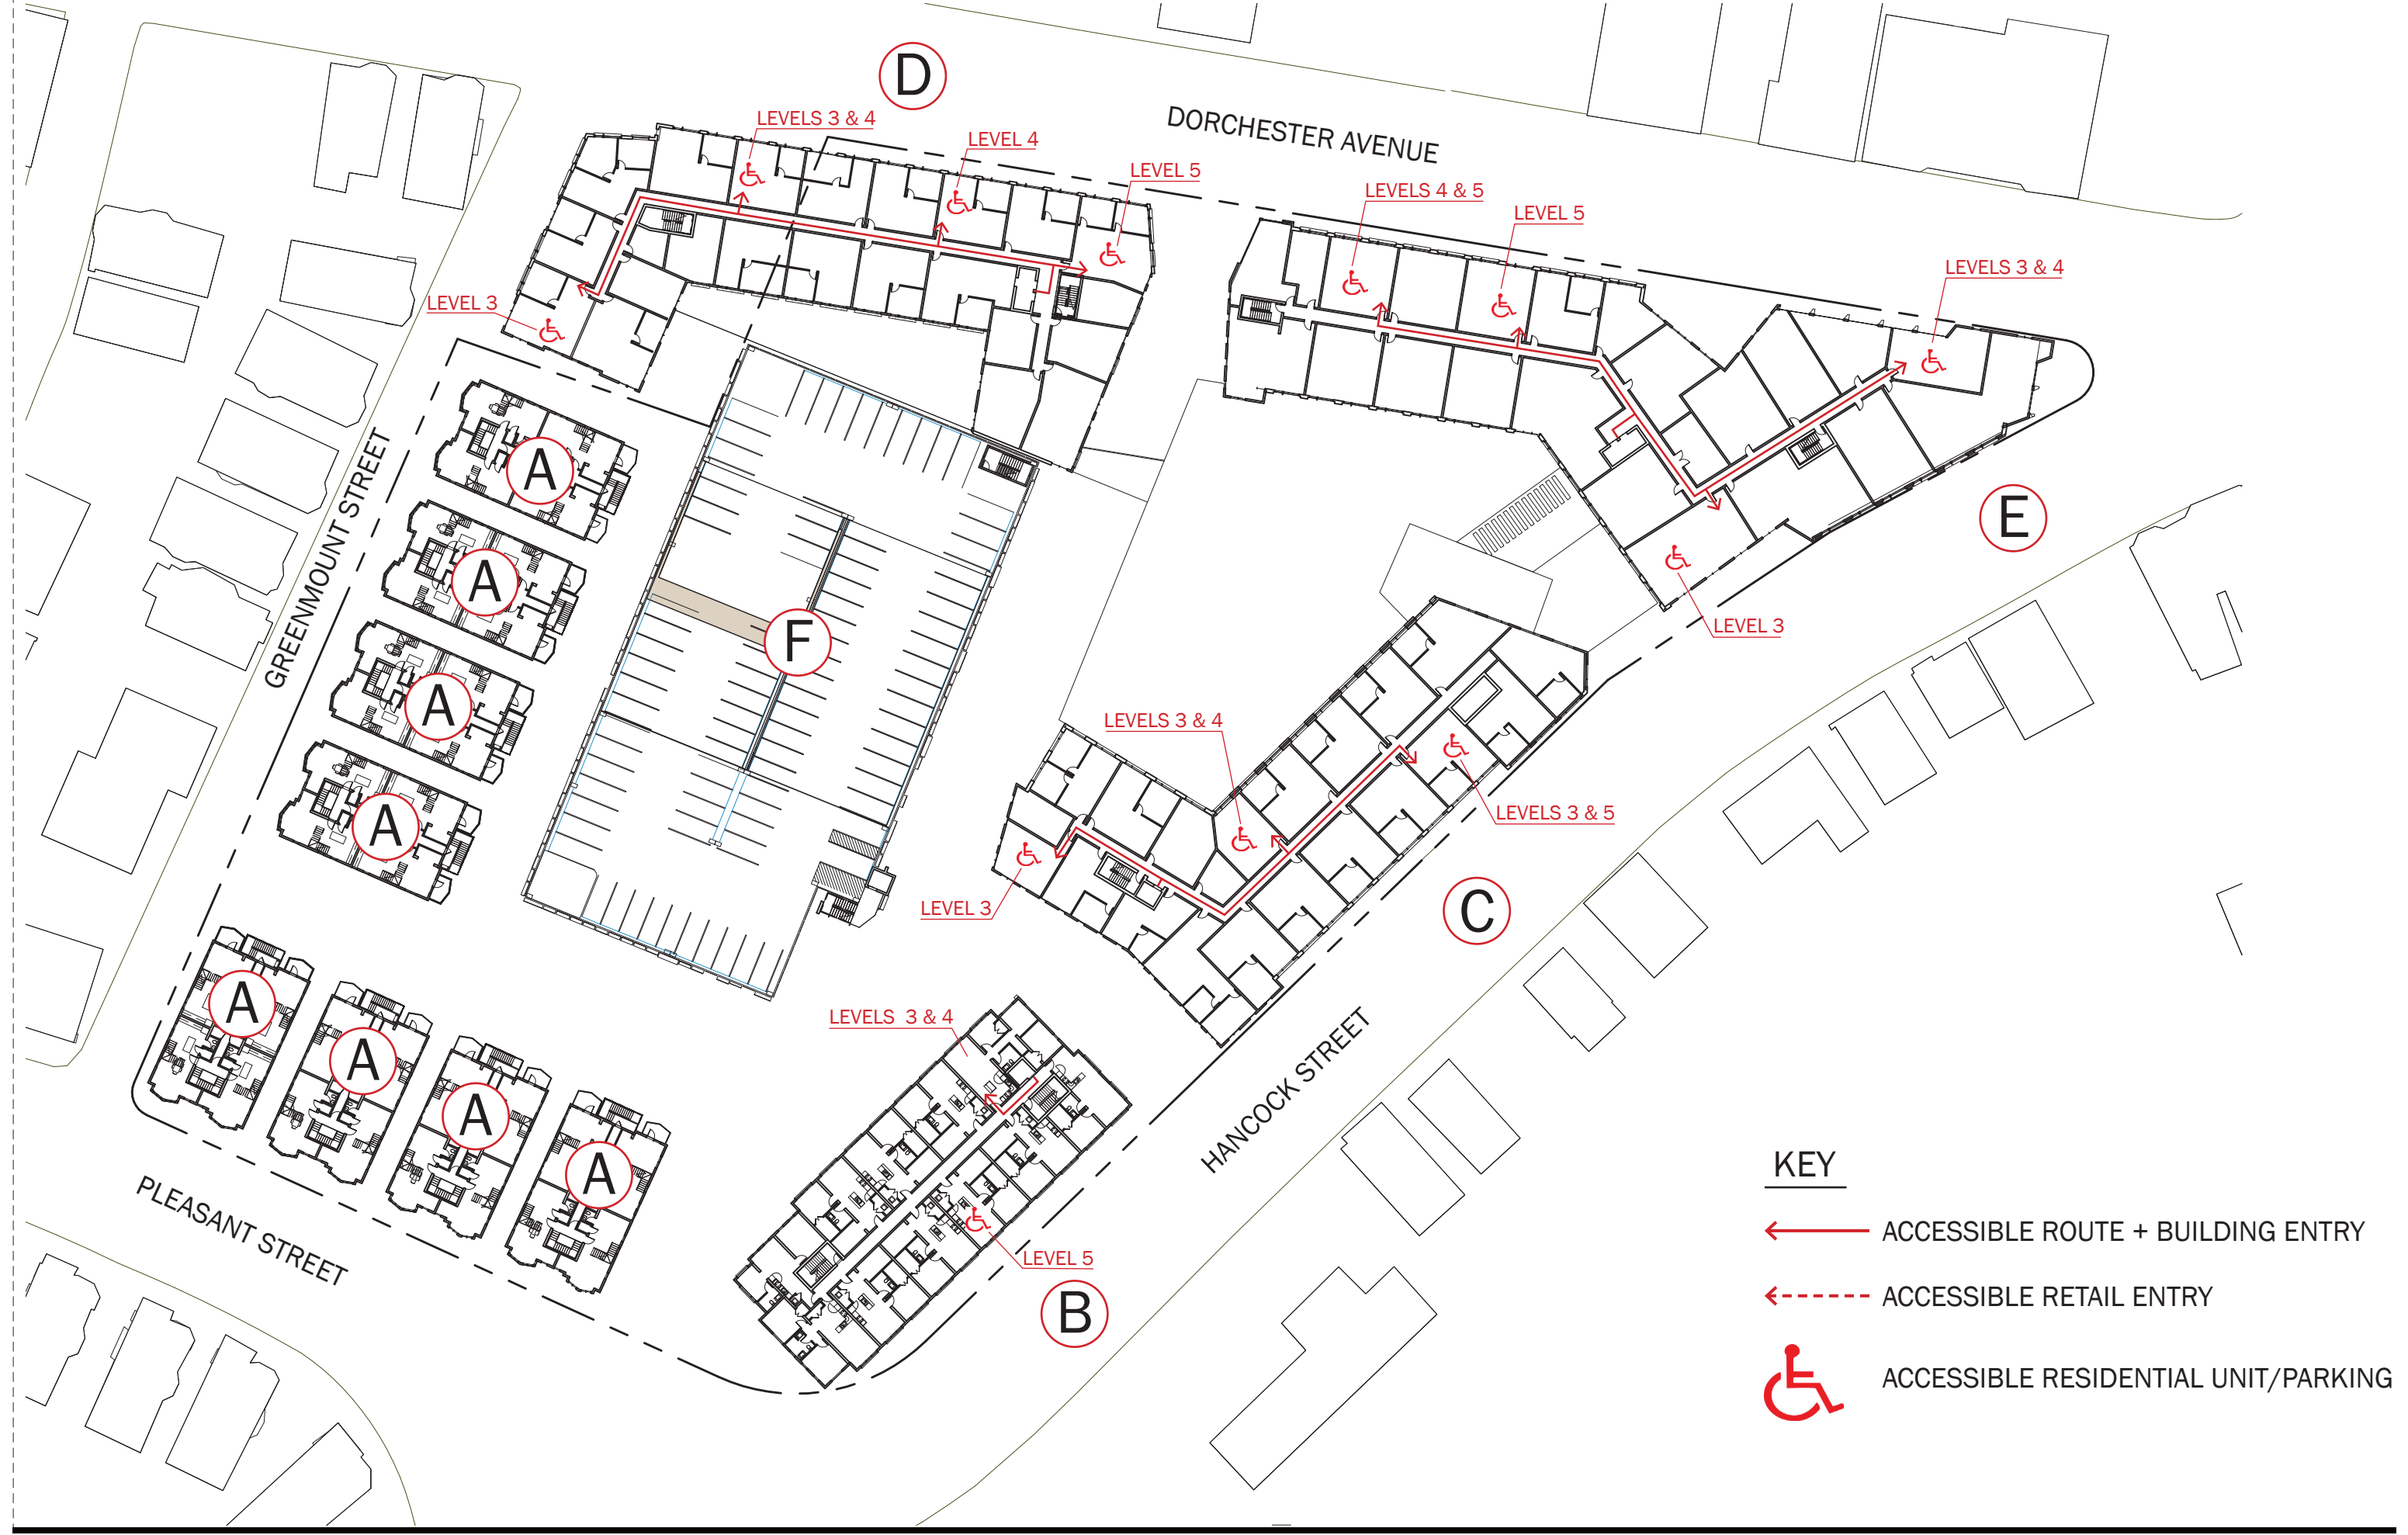 D
DORCHESTER AVENUE
LEVELS 3 & 4
LEVEL 4
LEVEL 5
LEVELS 4 & 5
LEVEL 5
LEVELS 3 & 4
LEVEL 3
GREENMOUNT STREET
A
A
A
A
F
E
LEVEL 3
LEVELS 3 & 4
LEVELS 3 & 5
LEVEL 3
C
A
A
A
A
LEVELS 3 & 4
HANCOCK STREET
PLEASANT STREET
LEVEL 5
B
KEY
ACCESSIBLE ROUTE + BUILDING ENTRY
ACCESSIBLE RETAIL ENTRY
ACCESSIBLE RESIDENTIAL UNIT/PARKING